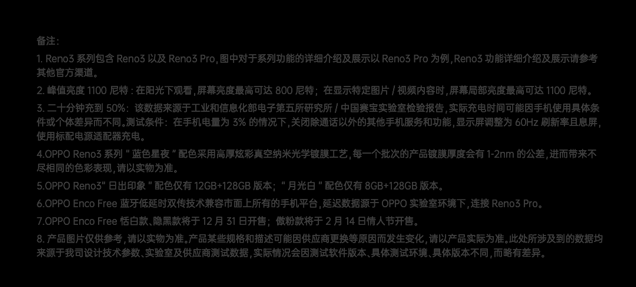 备注：
1. Reno3 系列包含 Reno3 以及 Reno3 Pro，图中对于系列功能的详细介绍及展示以 Reno3 Pro 为例，Reno3 功能详细介绍及展示请参考
其他官方渠道。
2. 峰值亮度 1100 尼特：在阳光下观看，屏幕亮度最高可达 800 尼特；在显示特定图片 / 视频内容时，屏幕局部亮度最高可达 1100 尼特。
3. 二十分钟充到 50%：该数据来源于工业和信息化部电子第五所研究所 / 中国赛宝实验室检验报告，实际充电时间可能因手机使用具体条
件或个体差异而不同。测试条件：在手机电量为 3% 的情况下，关闭除通话以外的其他手机服务和功能，显示屏调整为 60Hz 刷新率且息屏，
使用标配电源适配器充电。
4.OPPO Reno3 系列 “ 蓝色星夜 ” 配色采用高厚炫彩真空纳米光学镀膜工艺，每一个批次的产品镀膜厚度会有 1-2nm 的公差，进而带来不
尽相同的色彩表现，请以实物为准。
5.OPPO Reno3“ 日出印象 ” 配色仅有 12GB+128GB 版本；“ 月光白 ” 配色仅有 8GB+128GB 版本。
6.OPPO Enco Free 蓝牙低延时双传技术兼容市面上所有的手机平台，延迟数据源于 OPPO 实验室环境下，连接 Reno3 Pro。
7.OPPO Enco Free 恬白款、隐黑款将于 12 月 31 日开售；傲粉款将于 2 月 14 日情人节开售。
8. 产品图片仅供参考，请以实物为准。产品某些规格和描述可能因供应商更换等原因而发生变化，请以产品实际为准。此处所涉及到的数据均
来源于我司设计技术参数、实验室及供应商测试数据，实际情况会因测试软件版本、具体测试环境、具体版本不同，而略有差异。